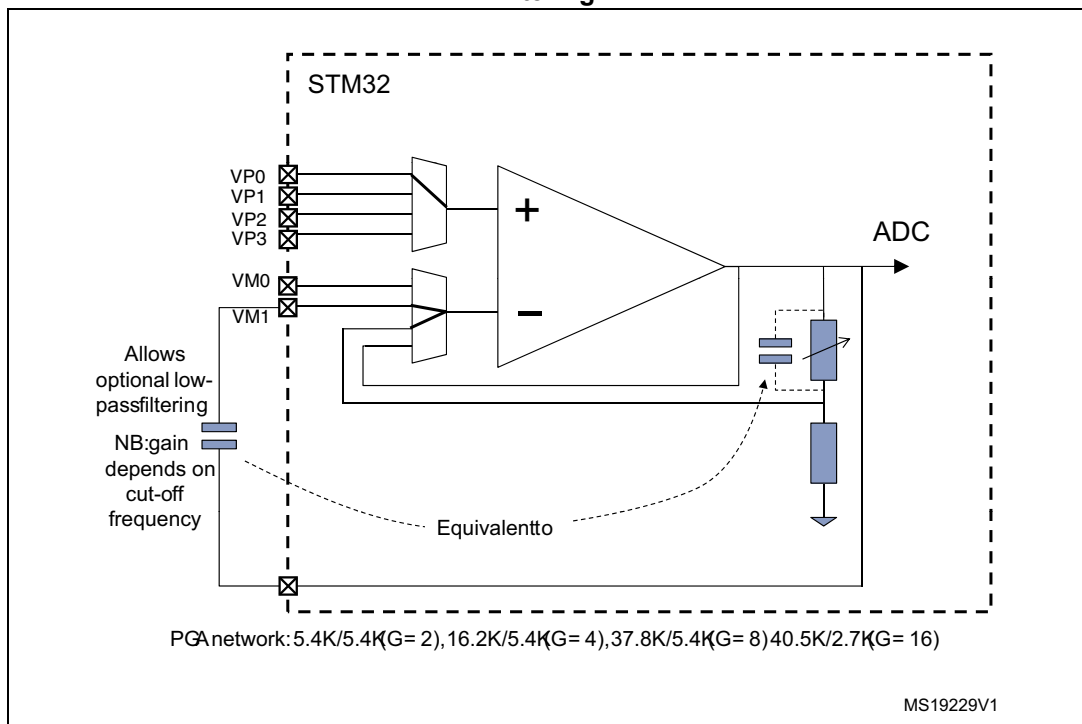 STM32
VP0
VP1
VP2
VP3
VM0
VM1
+
−
ADC
Allows
optional low-
passfiltering
NB:gain
depends on
cut-off
frequency
Equivalentto
PGAnetwork:5.4K/5.4K(G=2),16.2K/5.4K(G=4),37.8K/5.4K(G=8)40.5K/2.7K(G=16)
MS19229V1